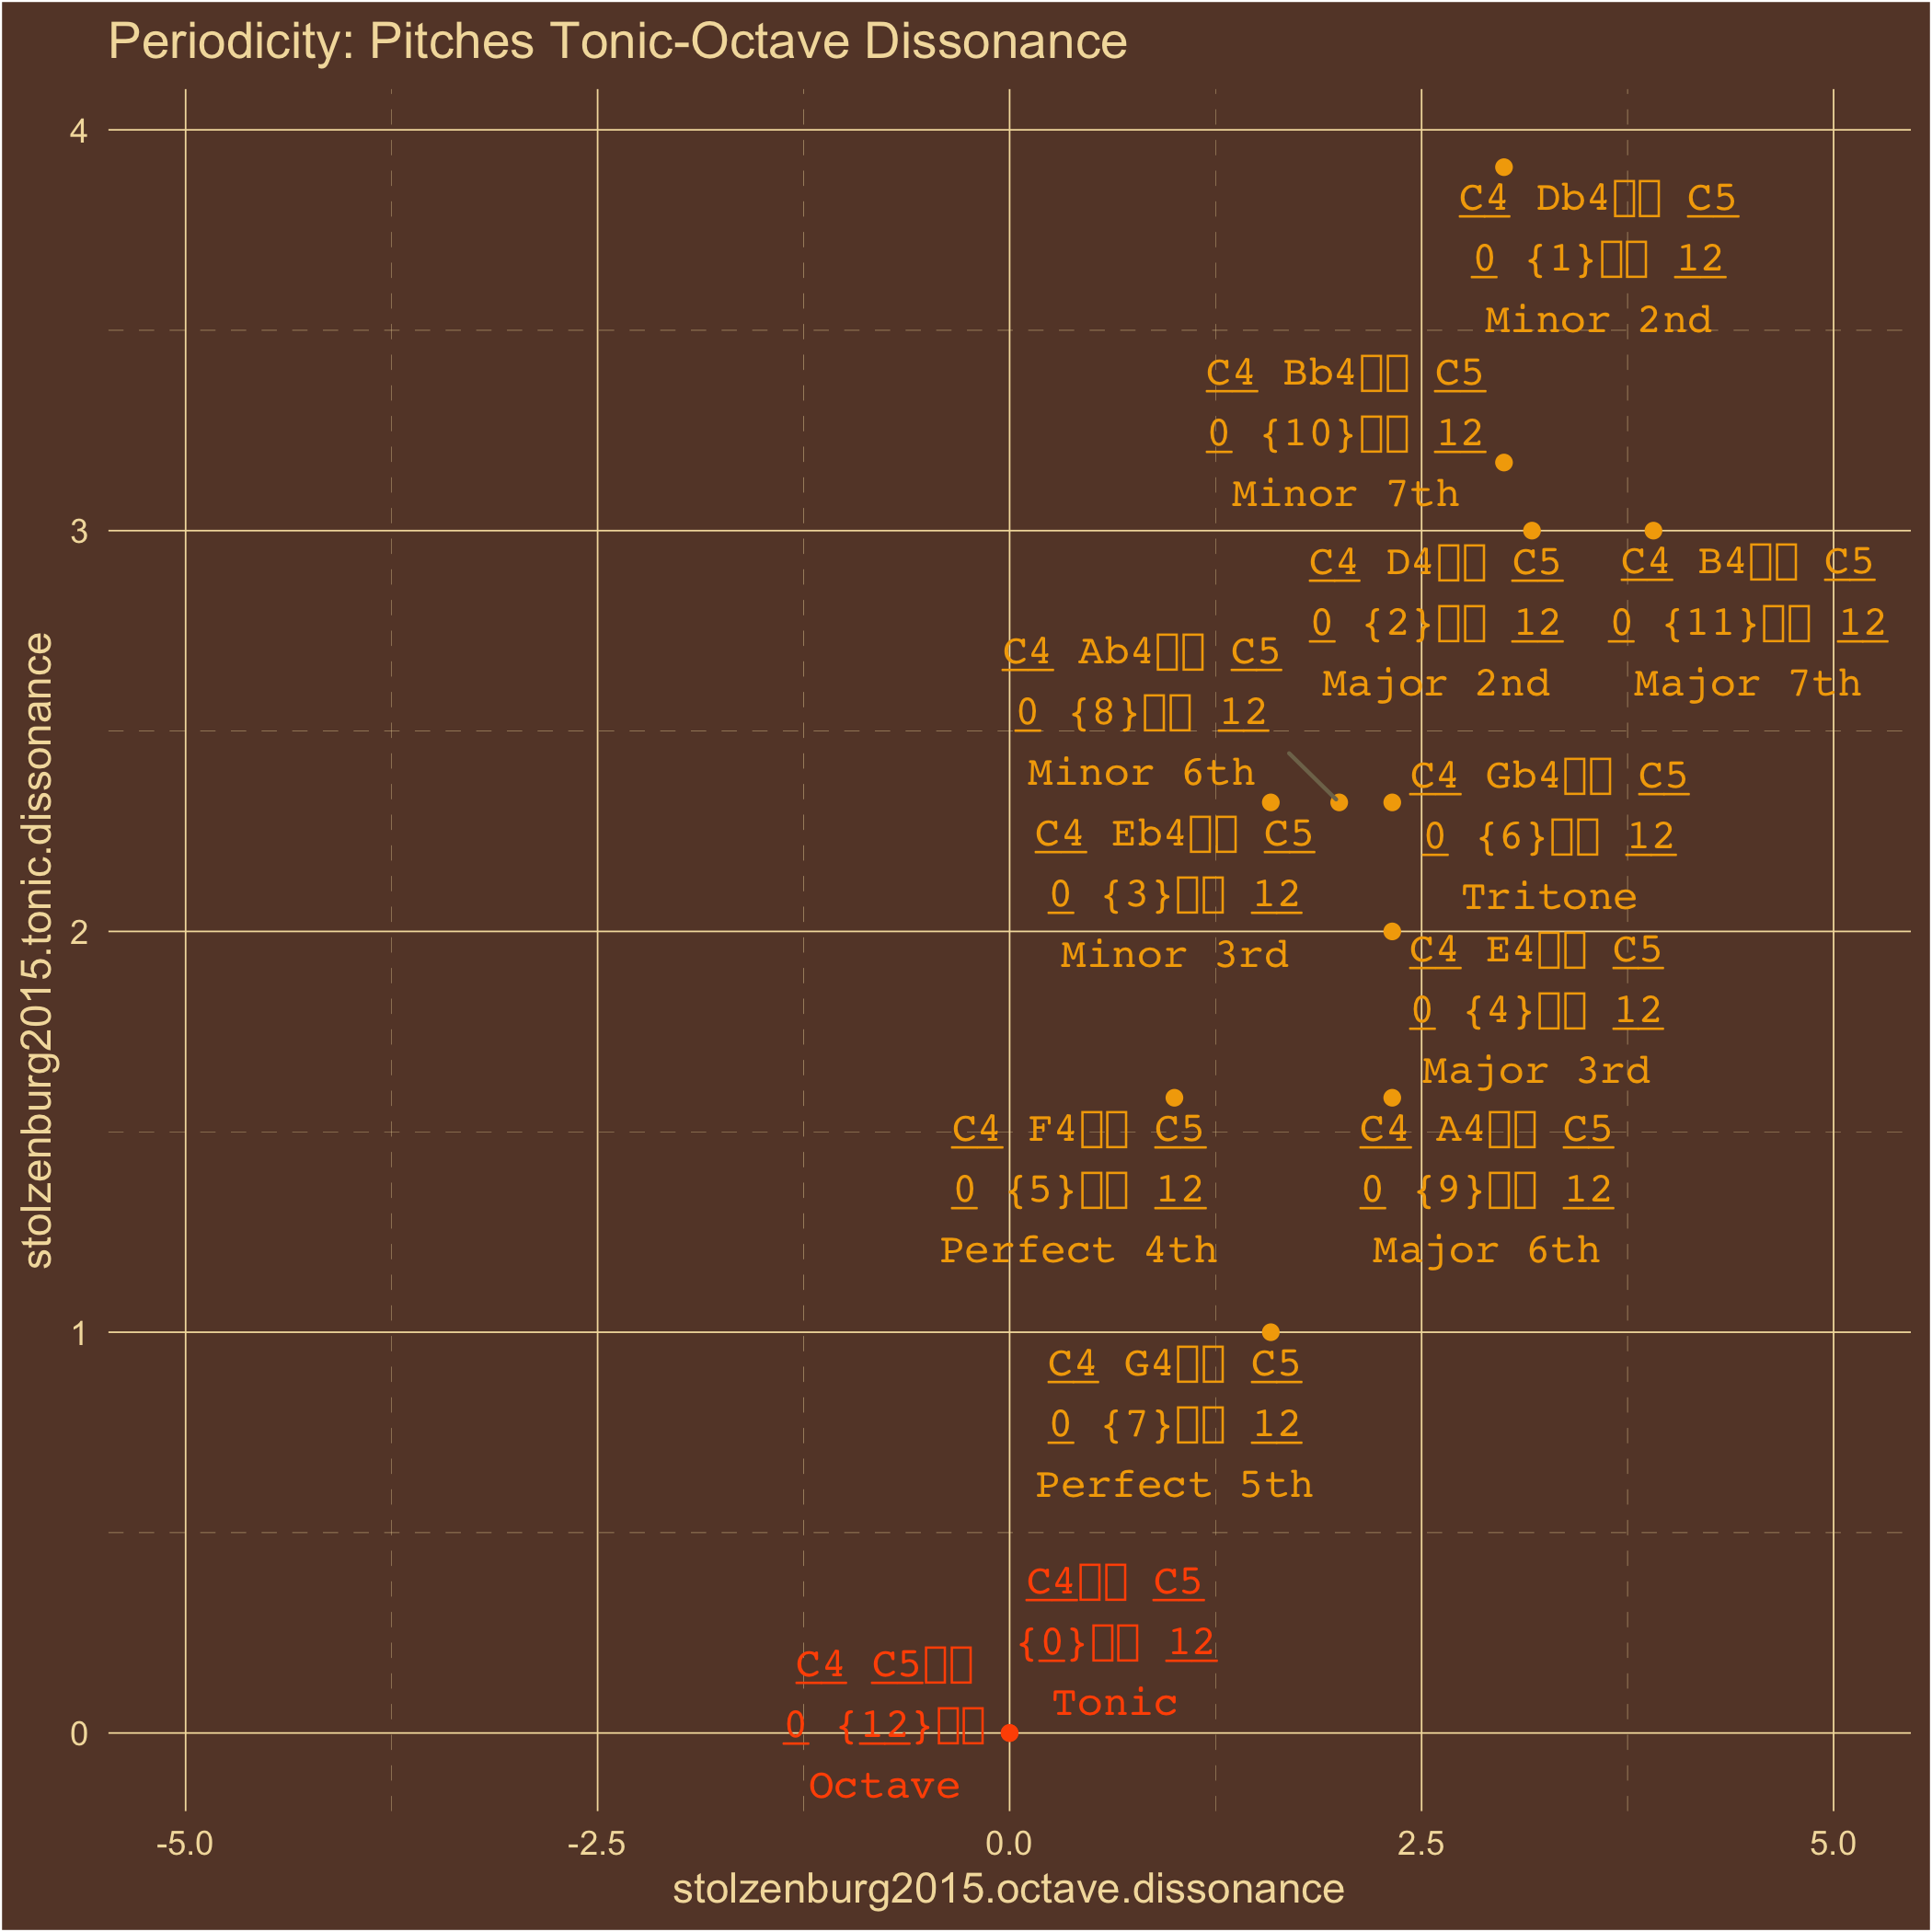 Periodicity: Pitches Tonic-Octave Dissonance
stolzenburg2015.tonic.dissonance
4
3
2
1
0
C4 Db4 C5
0 {1} 12
Minor 2nd
C4 Bb4 C5
0 {10} 12
Minor 7th
C4 D4 C5
0 {2} 12
Major 2nd
C4 B4 C5
0 {11} 12
Major 7th
C4 Ab4 C5
0 {8} 12
Minor 6th
C4 Gb4 C5
0 {6} 12
Tritone
C4 Eb4 C5
0 {3} 12
Minor 3rd
C4 E4 C5
0 {4} 12
Major 3rd
C4 F4 C5
0 {5} 12
Perfect 4th
C4 A4 C5
0 {9} 12
Major 6th
C4 G4 C5
0 {7} 12
Perfect 5th
C4 C5
{0} 12
Tonic
C4 C5
0 {12}
Octave
-5.0 -2.5 0.0 2.5 5.0
stolzenburg2015.octave.dissonance